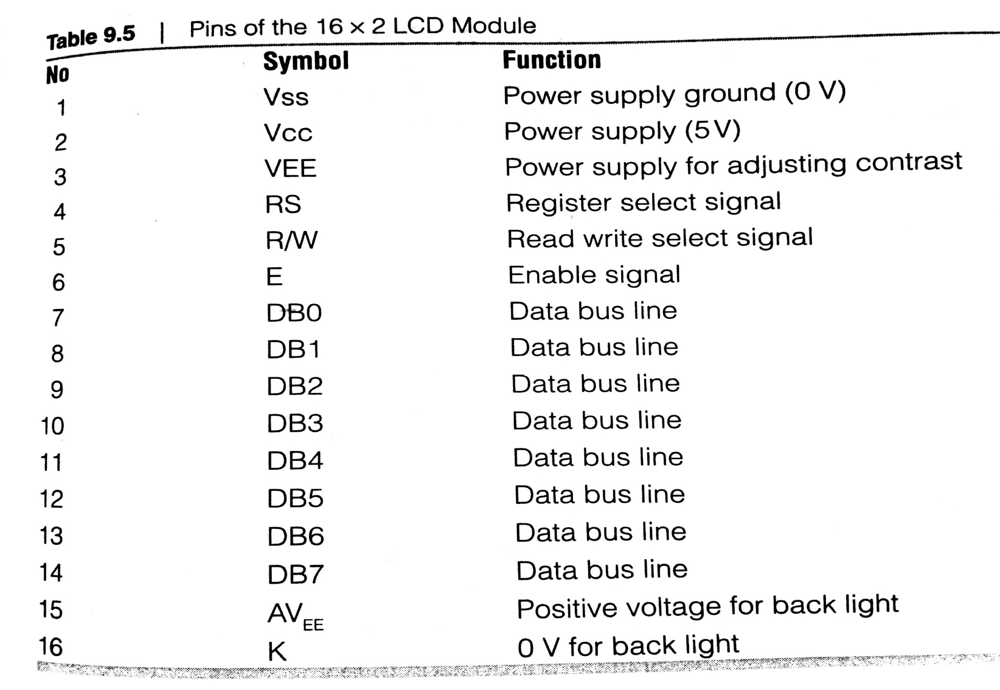 Table 9.5 | Pins of the 16 × 2 LCD Module
No Symbol Function
1 Vss Power supply ground (0 V)
2 Vcc Power supply (5 V)
3 VEE Power supply for adjusting contrast
4 RS Register select signal
5 R/W Read write select signal
6 E Enable signal
7 DB0 Data bus line
8 DB1 Data bus line
9 DB2 Data bus line
10 DB3 Data bus line
11 DB4 Data bus line
12 DB5 Data bus line
13 DB6 Data bus line
14 DB7 Data bus line
15 AV_EE Positive voltage for back light
16 K 0 V for back light